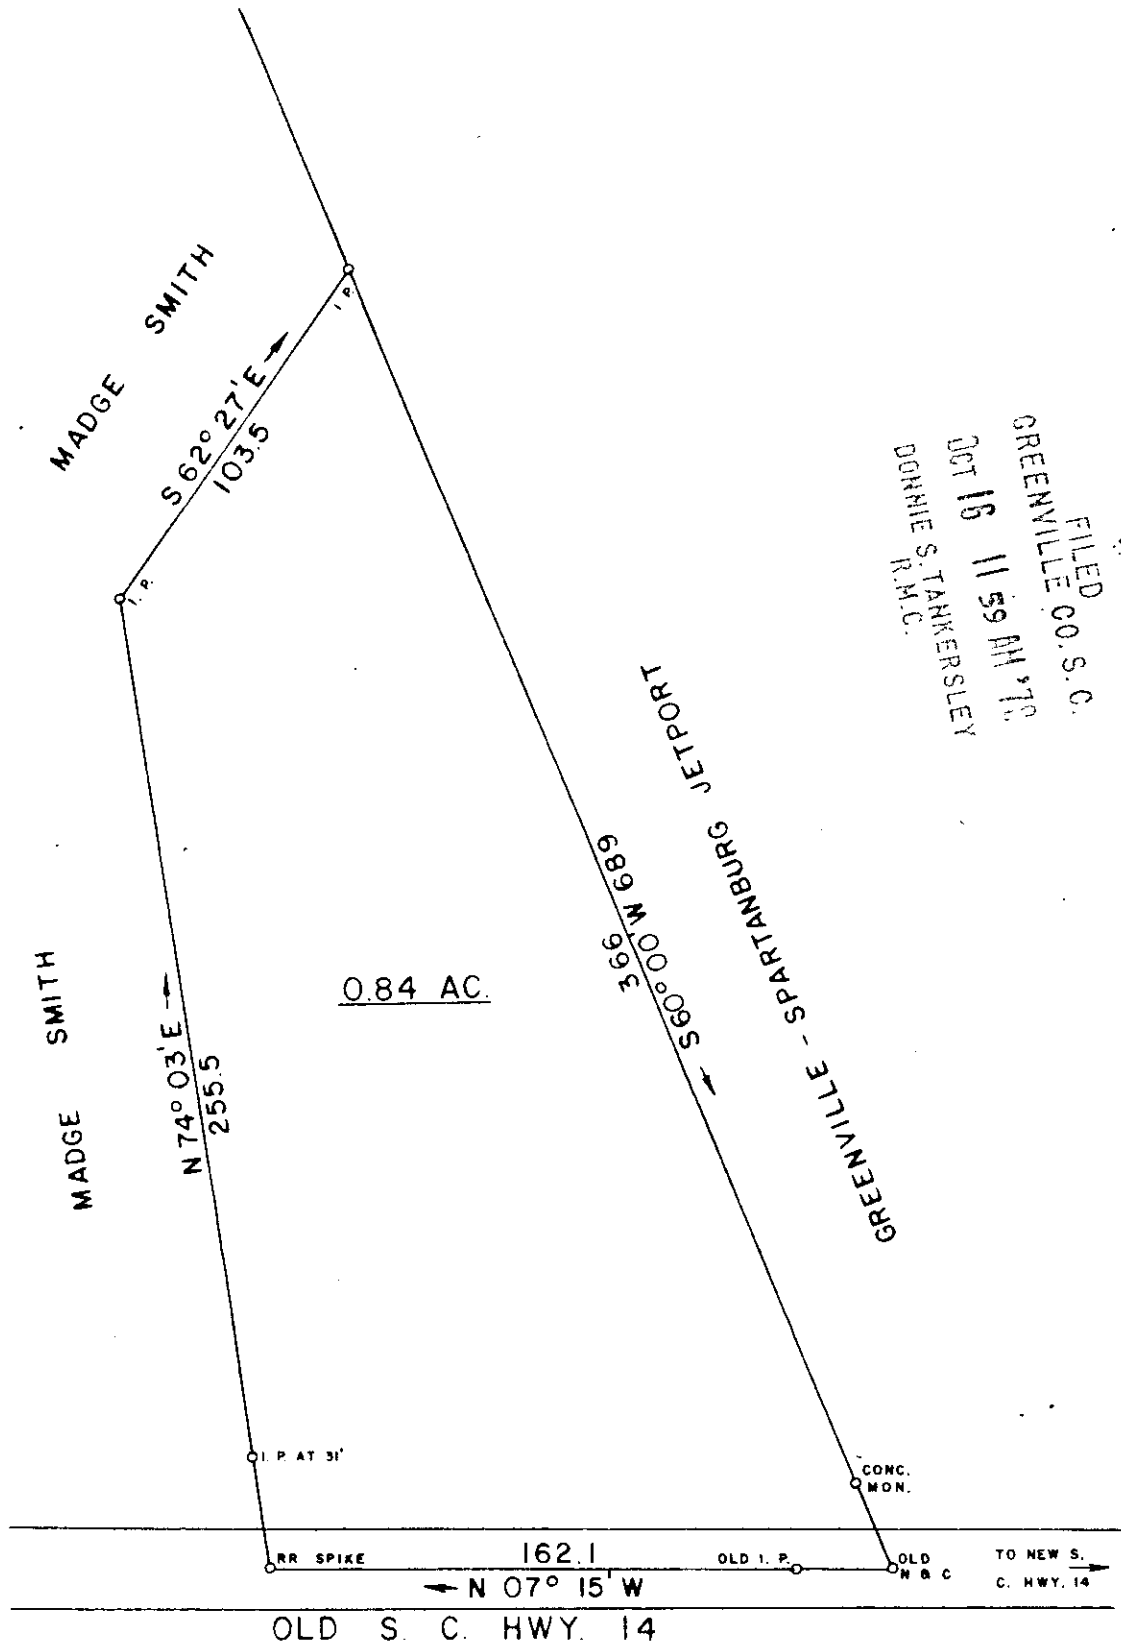 MADGE SMITH
S 62° 27' E
103.5
I. P.
I. P.
FILED
GREENVILLE CO. S. C.
OCT 16 11 59 AM
DONNIE S. TANKERSLEY
R.M.C.
GREENVILLE - SPARTANBURG JETPORT
366
S60° 00' W 689
0.84 AC.
MADGE SMITH
N 74° 03' E
255.5
I. P. AT 31'
CONC.
MON.
RR SPIKE
162.1
OLD I. P.
OLD
N & C
TO NEW S.
C. HWY. 14
N 07° 15' W
OLD S. C. HWY. 14